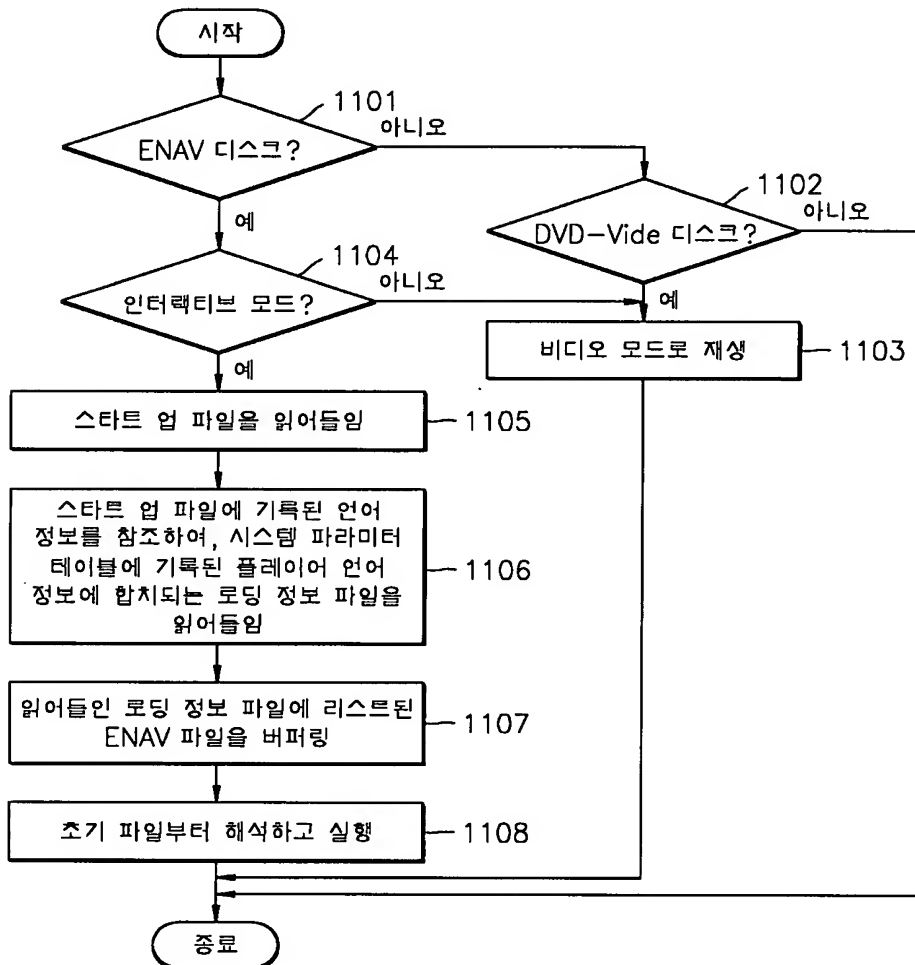 시작
1101
ENAV 디스크?
아니오
예
1102
DVD-Vide 디스크?
아니오
예
1104
인터랙티브 모드?
아니오
예
비디오 모드로 재생
1103
스타트 업 파일을 읽어들임
1105
스타트 업 파일에 기록된 언어
정보를 참조하여, 시스템 파라미터
테이블에 기록된 플레이어 언어
정보에 합치되는 로딩 정보 파일을
읽어들임
1106
읽어들인 로딩 정보 파일에 리스트된
ENAV 파일을 버퍼링
1107
초기 파일부터 해석하고 실행
1108
종료